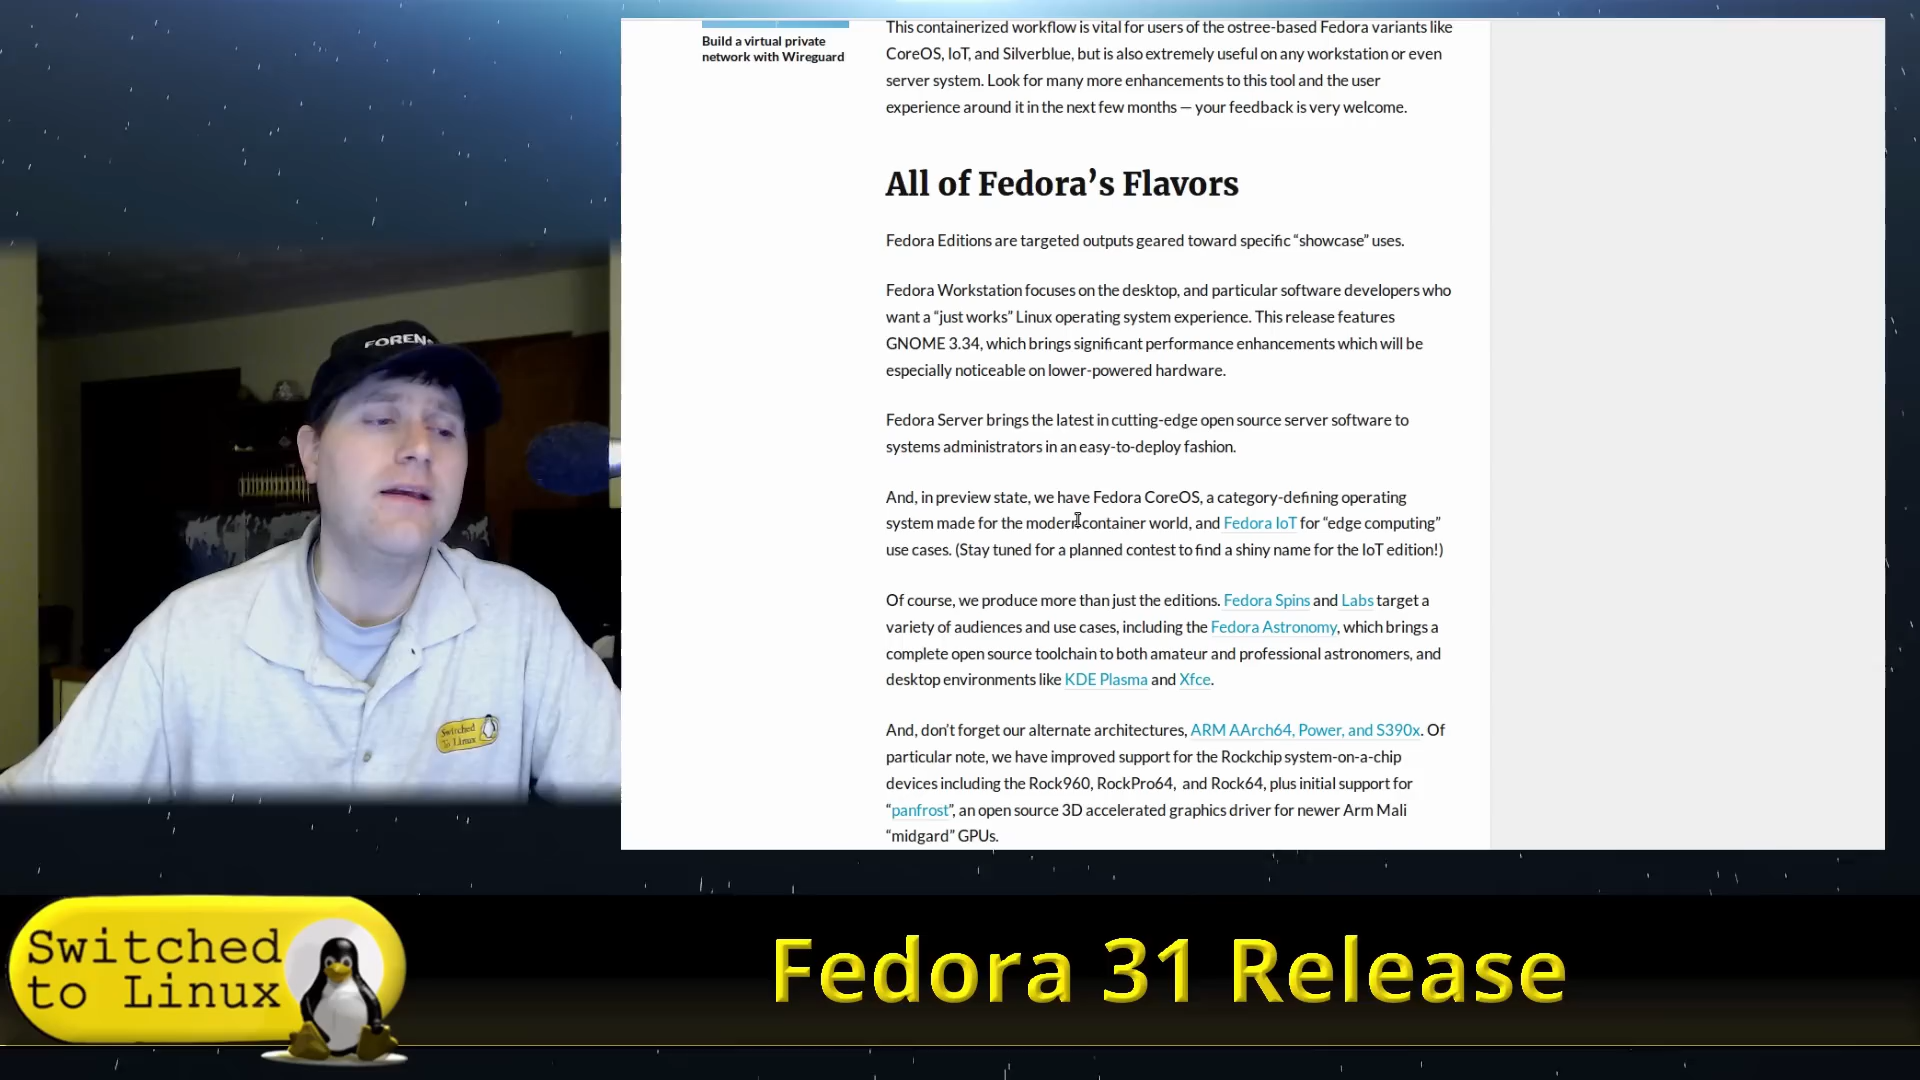 Build a virtual private
network with Wireguard
This containerized workflow is vital for users of the ostree-based Fedora variants like
CoreOS, IoT, and Silverblue, but is also extremely useful on any workstation or even
server system. Look for many more enhancements to this tool and the user
experience around it in the next few months — your feedback is very welcome.
All of Fedora’s Flavors
Fedora Editions are targeted outputs geared toward specific “showcase” uses.
Fedora Workstation focuses on the desktop, and particular software developers who
want a “just works” Linux operating system experience. This release features
GNOME 3.34, which brings significant performance enhancements which will be
especially noticeable on lower-powered hardware.
Fedora Server brings the latest in cutting-edge open source server software to
systems administrators in an easy-to-deploy fashion.
And, in preview state, we have Fedora CoreOS, a category-defining operating
system made for the modern container world, and Fedora IoT for “edge computing”
use cases. (Stay tuned for a planned contest to find a shiny name for the IoT edition!)
Of course, we produce more than just the editions. Fedora Spins and Labs target a
variety of audiences and use cases, including the Fedora Astronomy, which brings a
complete open source toolchain to both amateur and professional astronomers, and
desktop environments like KDE Plasma and Xfce.
And, don’t forget our alternate architectures, ARM AArch64, Power, and S390x. Of
particular note, we have improved support for the Rockchip system-on-a-chip
devices including the Rock960, RockPro64, and Rock64, plus initial support for
“panfrost”, an open source 3D accelerated graphics driver for newer Arm Mali
“midgard” GPUs.
FOREN
Switched
To Linux
Switched
to Linux
Fedora 31 Release